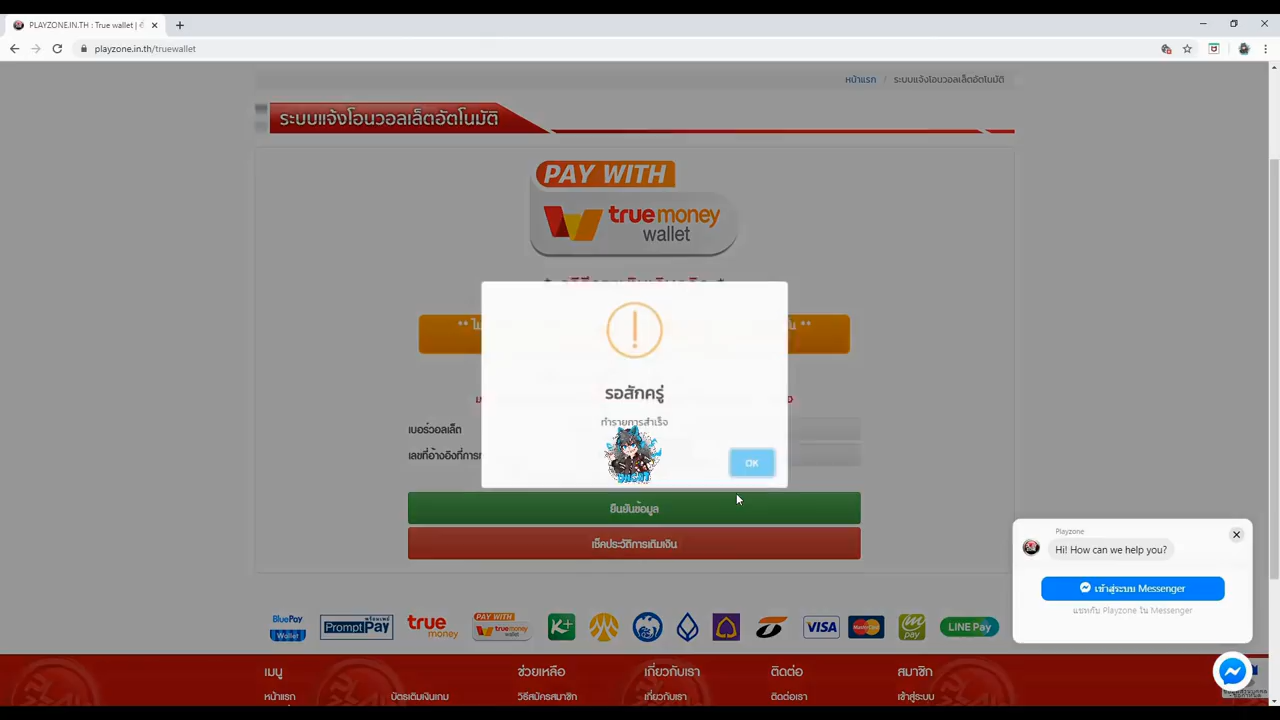 PLAYZONE.IN.TH : True wallet |
playzone.in.th/truewallet
หน้าแรก / ระบบแจ้งโอนวอลเล็ตอัตโนมัติ
ระบบแจ้งโอนวอลเล็ตอัตโนมัติ
PAY WITH
truemoney
wallet
รอสักครู่
ทำรายการสำเร็จ
OK
เบอร์วอลเล็ต
ยืนยันข้อมูล
เช็คประวัติการเติมเงิน
Playzone
Hi! How can we help you?
เข้าสู่ระบบ Messenger
แชทกับ Playzone ใน Messenger
BluePay
Wallet
PromptPay
true
money
PAY WITH
truemoney
wallet
K+
VISA
MasterCard
m
pay
LINE Pay
เมนู
ช่วยเหลือ
เกี่ยวกับเรา
ติดต่อ
สมาชิก
หน้าแรก
บัตรเติมเงินเกม
วิธีสมัครสมาชิก
เกี่ยวกับเรา
ติดต่อเรา
เข้าสู่ระบบ